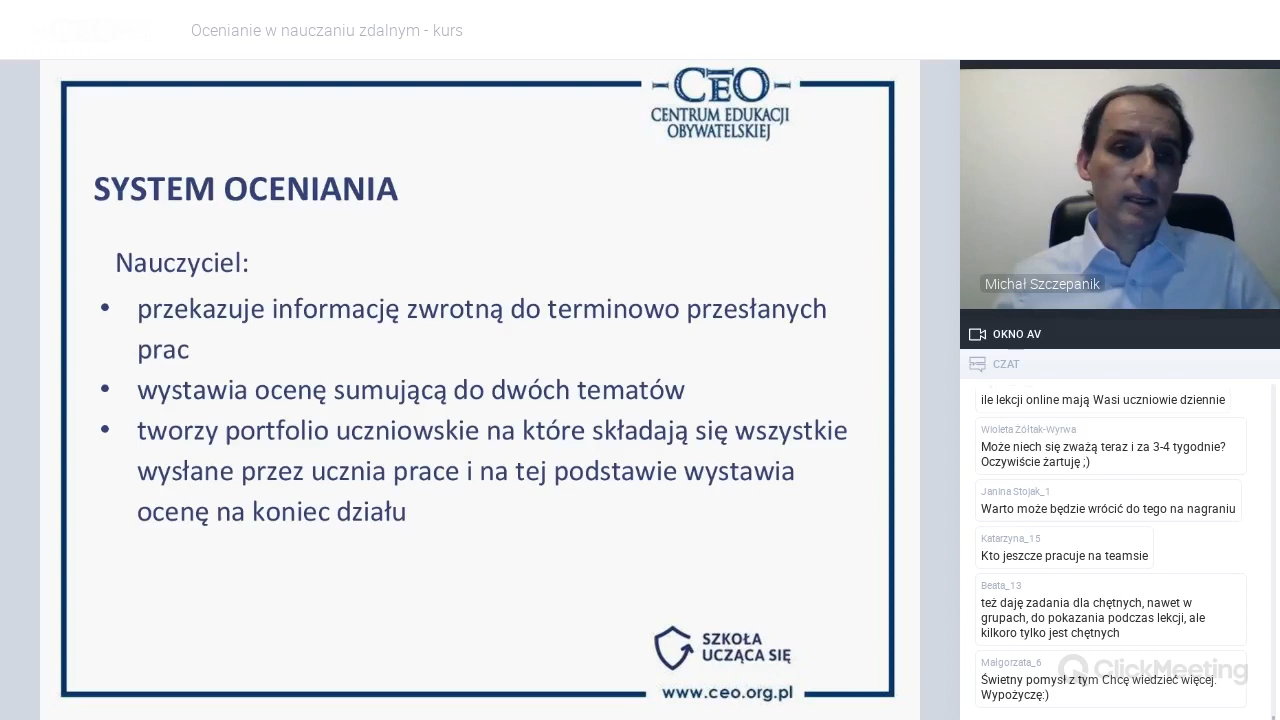 Ocenianie w nauczaniu zdalnym - kurs
CEO
CENTRUM EDUKACJI
OBYWATELSKIEJ
SYSTEM OCENIANIA
Nauczyciel:
• przekazuje informację zwrotną do terminowo przesłanych
prac
• wystawia ocenę sumującą do dwóch tematów
• tworzy portfolio uczniowskie na które składają się wszystkie
wysłane przez ucznia prace i na tej podstawie wystawia
ocenę na koniec działu
SZKOŁA
UCZĄCA SIĘ
www.ceo.org.pl
Michał Szczepanik
OKNO AV
CZAT
ile lekcji online mają Wasi uczniowie dziennie
Wioleta Żółtak-Wyrwa
Może niech się zważą teraz i za 3-4 tygodnie?
Oczywiście żartuję ;)
Janina Stojak_1
Warto może będzie wrócić do tego na nagraniu
Katarzyna_15
Kto jeszcze pracuje na teamsie
Beata_13
też daję zadania dla chętnych, nawet w
grupach, do pokazania podczas lekcji, ale
kilkoro tylko jest chętnych
Małgorzata_6
Świetny pomysł z tym Chcę wiedzieć więcej.
Wypożyczę:)
ClickMeeting